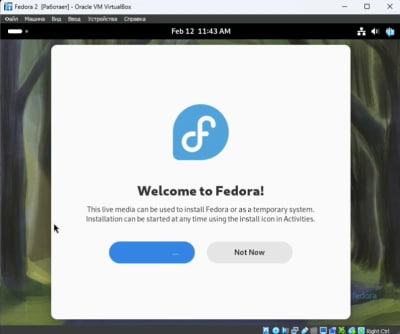 Fedora 2 [Работает] - Oracle VM VirtualBox
Файл Машина Вид Ввод Устройства Справка
Feb 12 11:43 AM
Welcome to Fedora!
This live media can be used to install Fedora or as a temporary system.
Installation can be started at any time using the install icon in Activities.
... Not Now
fedora
Right Ctrl